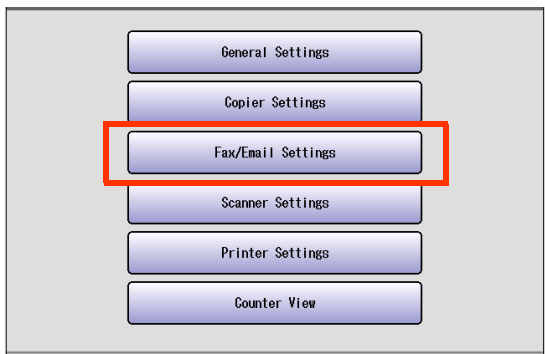 General Settings
Copier Settings
Fax/Email Settings
Scanner Settings
Printer Settings
Counter View